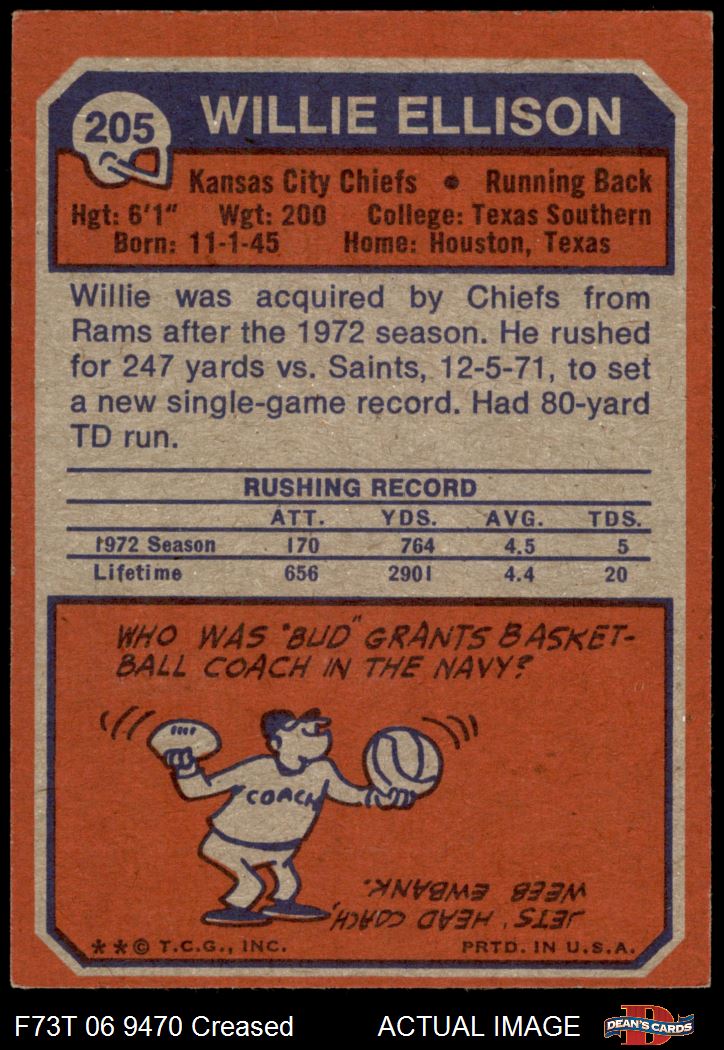 205
WILLIE ELLISON
Kansas City Chiefs • Running Back
Hgt: 6'1" Wgt: 200 College: Texas Southern
Born: 11-1-45 Home: Houston, Texas
Willie was acquired by Chiefs from
Rams after the 1972 season. He rushed
for 247 yards vs. Saints, 12-5-71, to set
a new single-game record. Had 80-yard
TD run.
RUSHING RECORD
ATT. YDS. AVG. TDS.
1972 Season 170 764 4.5 5
Lifetime 656 2901 4.4 20
WHO WAS "BUD" GRANTS BASKET-
BALL COACH IN THE NAVY?
COACH
JETS' HEAD COACH,
WEEB EWBANK.
**© T.C.G., INC. PRTD. IN U.S.A.
F73T 06 9470 Creased ACTUAL IMAGE
D
DEAN'S CARDS